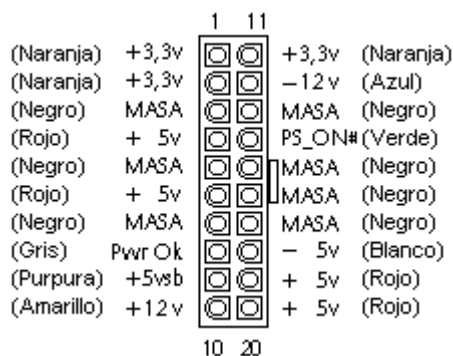 1 11
(Naranja) +3,3v +3,3v (Naranja)
(Naranja) +3,3v −12v (Azul)
(Negro) MASA MASA (Negro)
(Rojo) + 5v PS_ON# (Verde)
(Negro) MASA MASA (Negro)
(Rojo) + 5v MASA (Negro)
(Negro) MASA MASA (Negro)
(Gris) Pwr Ok − 5v (Blanco)
(Purpura) +5vsb + 5v (Rojo)
(Amarillo) +12v + 5v (Rojo)
10 20